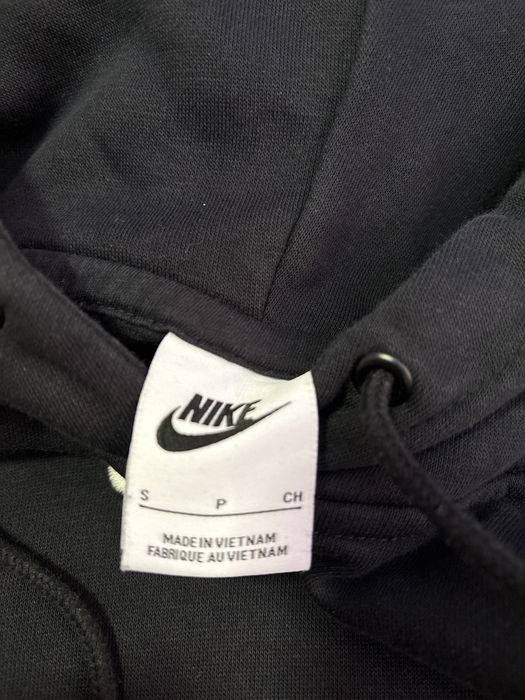 NIKE
S P CH
MADE IN VIETNAM
FABRIQUE AU VIETNAM